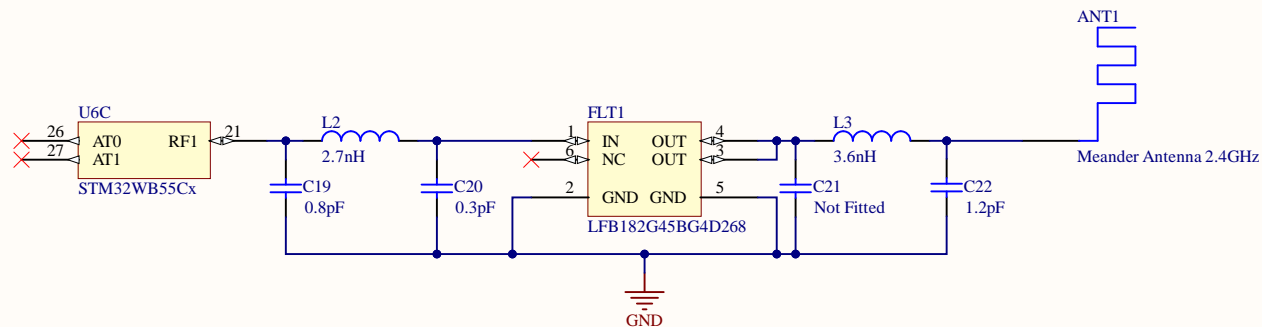 ANT1
U6C
FLT1
26 AT0 RF1 21
27 AT1
STM32WB55Cx
L2
2.7nH
1 IN OUT 4
6 NC OUT 3
2 GND GND 5
LFB182G45BG4D268
L3
3.6nH
Meander Antenna 2.4GHz
C19
0.8pF
C20
0.3pF
C21
Not Fitted
C22
1.2pF
GND